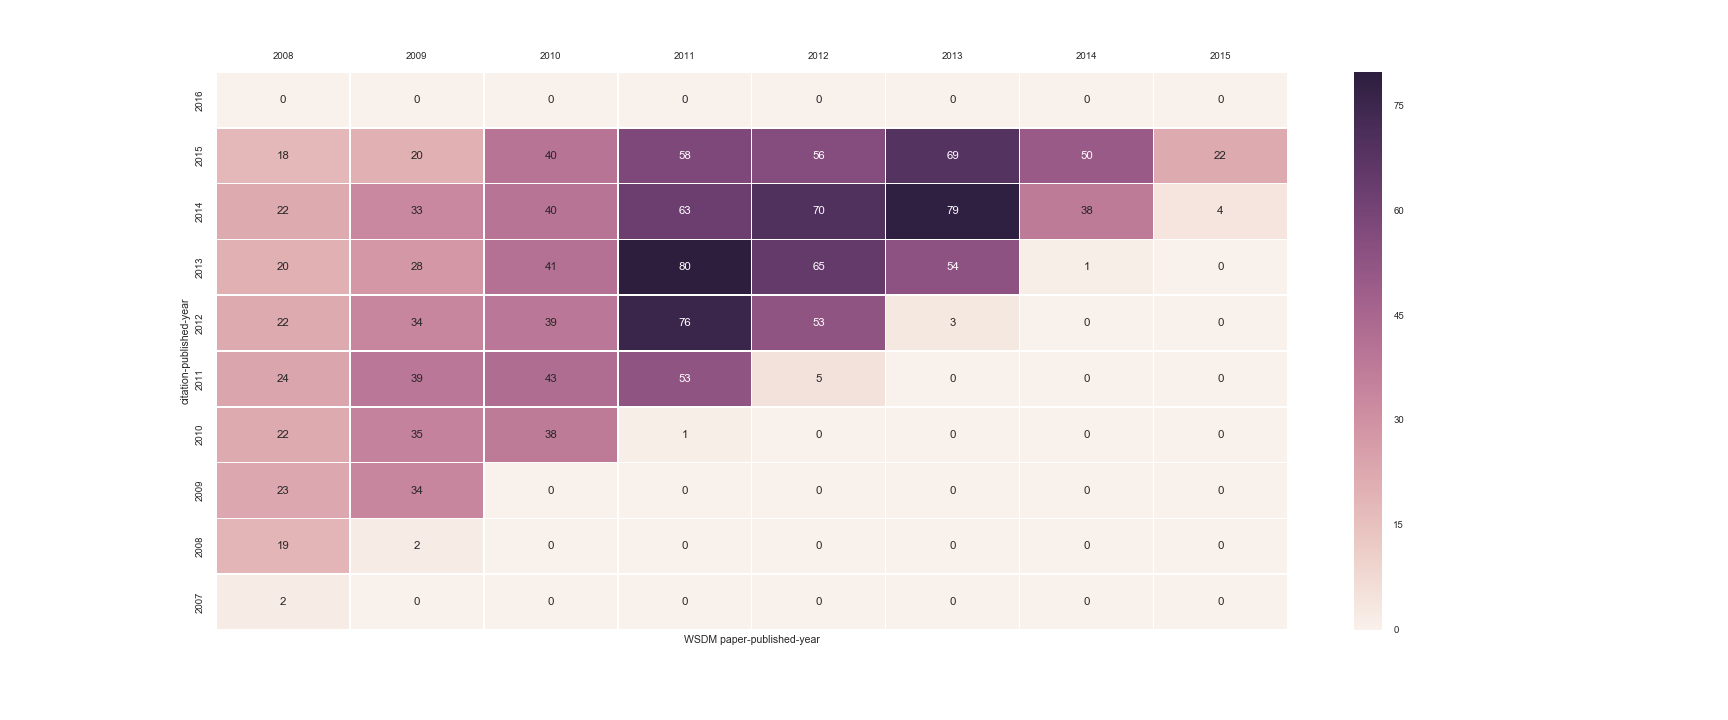 2008 2009 2010 2011 2012 2013 2014 2015
2016 0 0 0 0 0 0 0 0
2015 18 20 40 58 56 69 50 22
2014 22 33 40 63 70 79 38 4
2013 20 28 41 80 65 54 1 0
2012 22 34 39 76 53 3 0 0
2011 24 39 43 53 5 0 0 0
2010 22 35 38 1 0 0 0 0
2009 23 34 0 0 0 0 0 0
2008 19 2 0 0 0 0 0 0
2007 2 0 0 0 0 0 0 0
citation-published-year
WSDM paper-published-year
75
60
45
30
15
0